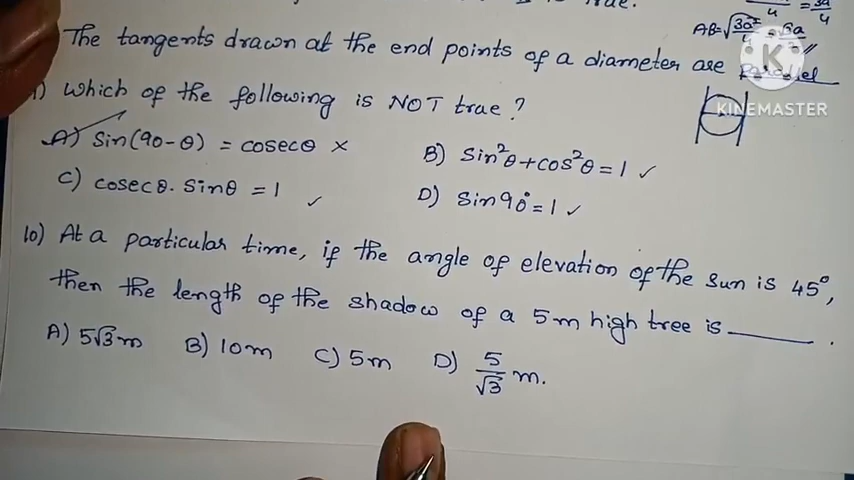 true.
= 3a/4
AB = √3a²/4
The tangents drawn at the end points of a diameter are Parallel
) which of the following is NOT true?
A) sin(90-θ) = cosecθ ×
B) sin²θ + cos²θ = 1 ✓
C) cosecθ. sinθ = 1 ✓
D) sin90° = 1 ✓
10) At a particular time, if the angle of elevation of the sun is 45°,
then the length of the shadow of a 5m high tree is ______ .
A) 5√3 m B) 10m C) 5m D) 5/√3 m.
KINEMASTER